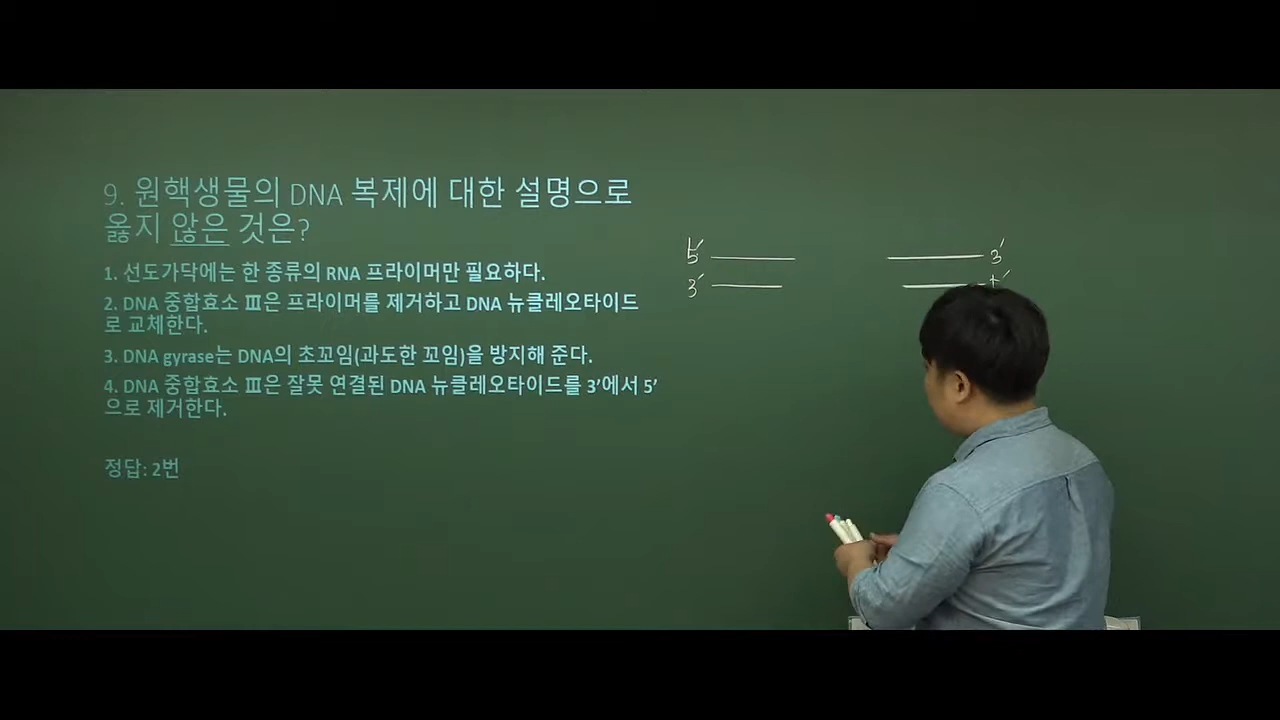 9. 원핵생물의 DNA 복제에 대한 설명으로
옳지 않은 것은?
1. 선도가닥에는 한 종류의 RNA 프라이머만 필요하다.
2. DNA 중합효소 Ⅲ은 프라이머를 제거하고 DNA 뉴클레오타이드
로 교체한다.
3. DNA gyrase는 DNA의 초꼬임(과도한 꼬임)을 방지해 준다.
4. DNA 중합효소 Ⅲ은 잘못 연결된 DNA 뉴클레오타이드를 3’에서 5’
으로 제거한다.
정답: 2번
5′ 3′
3′